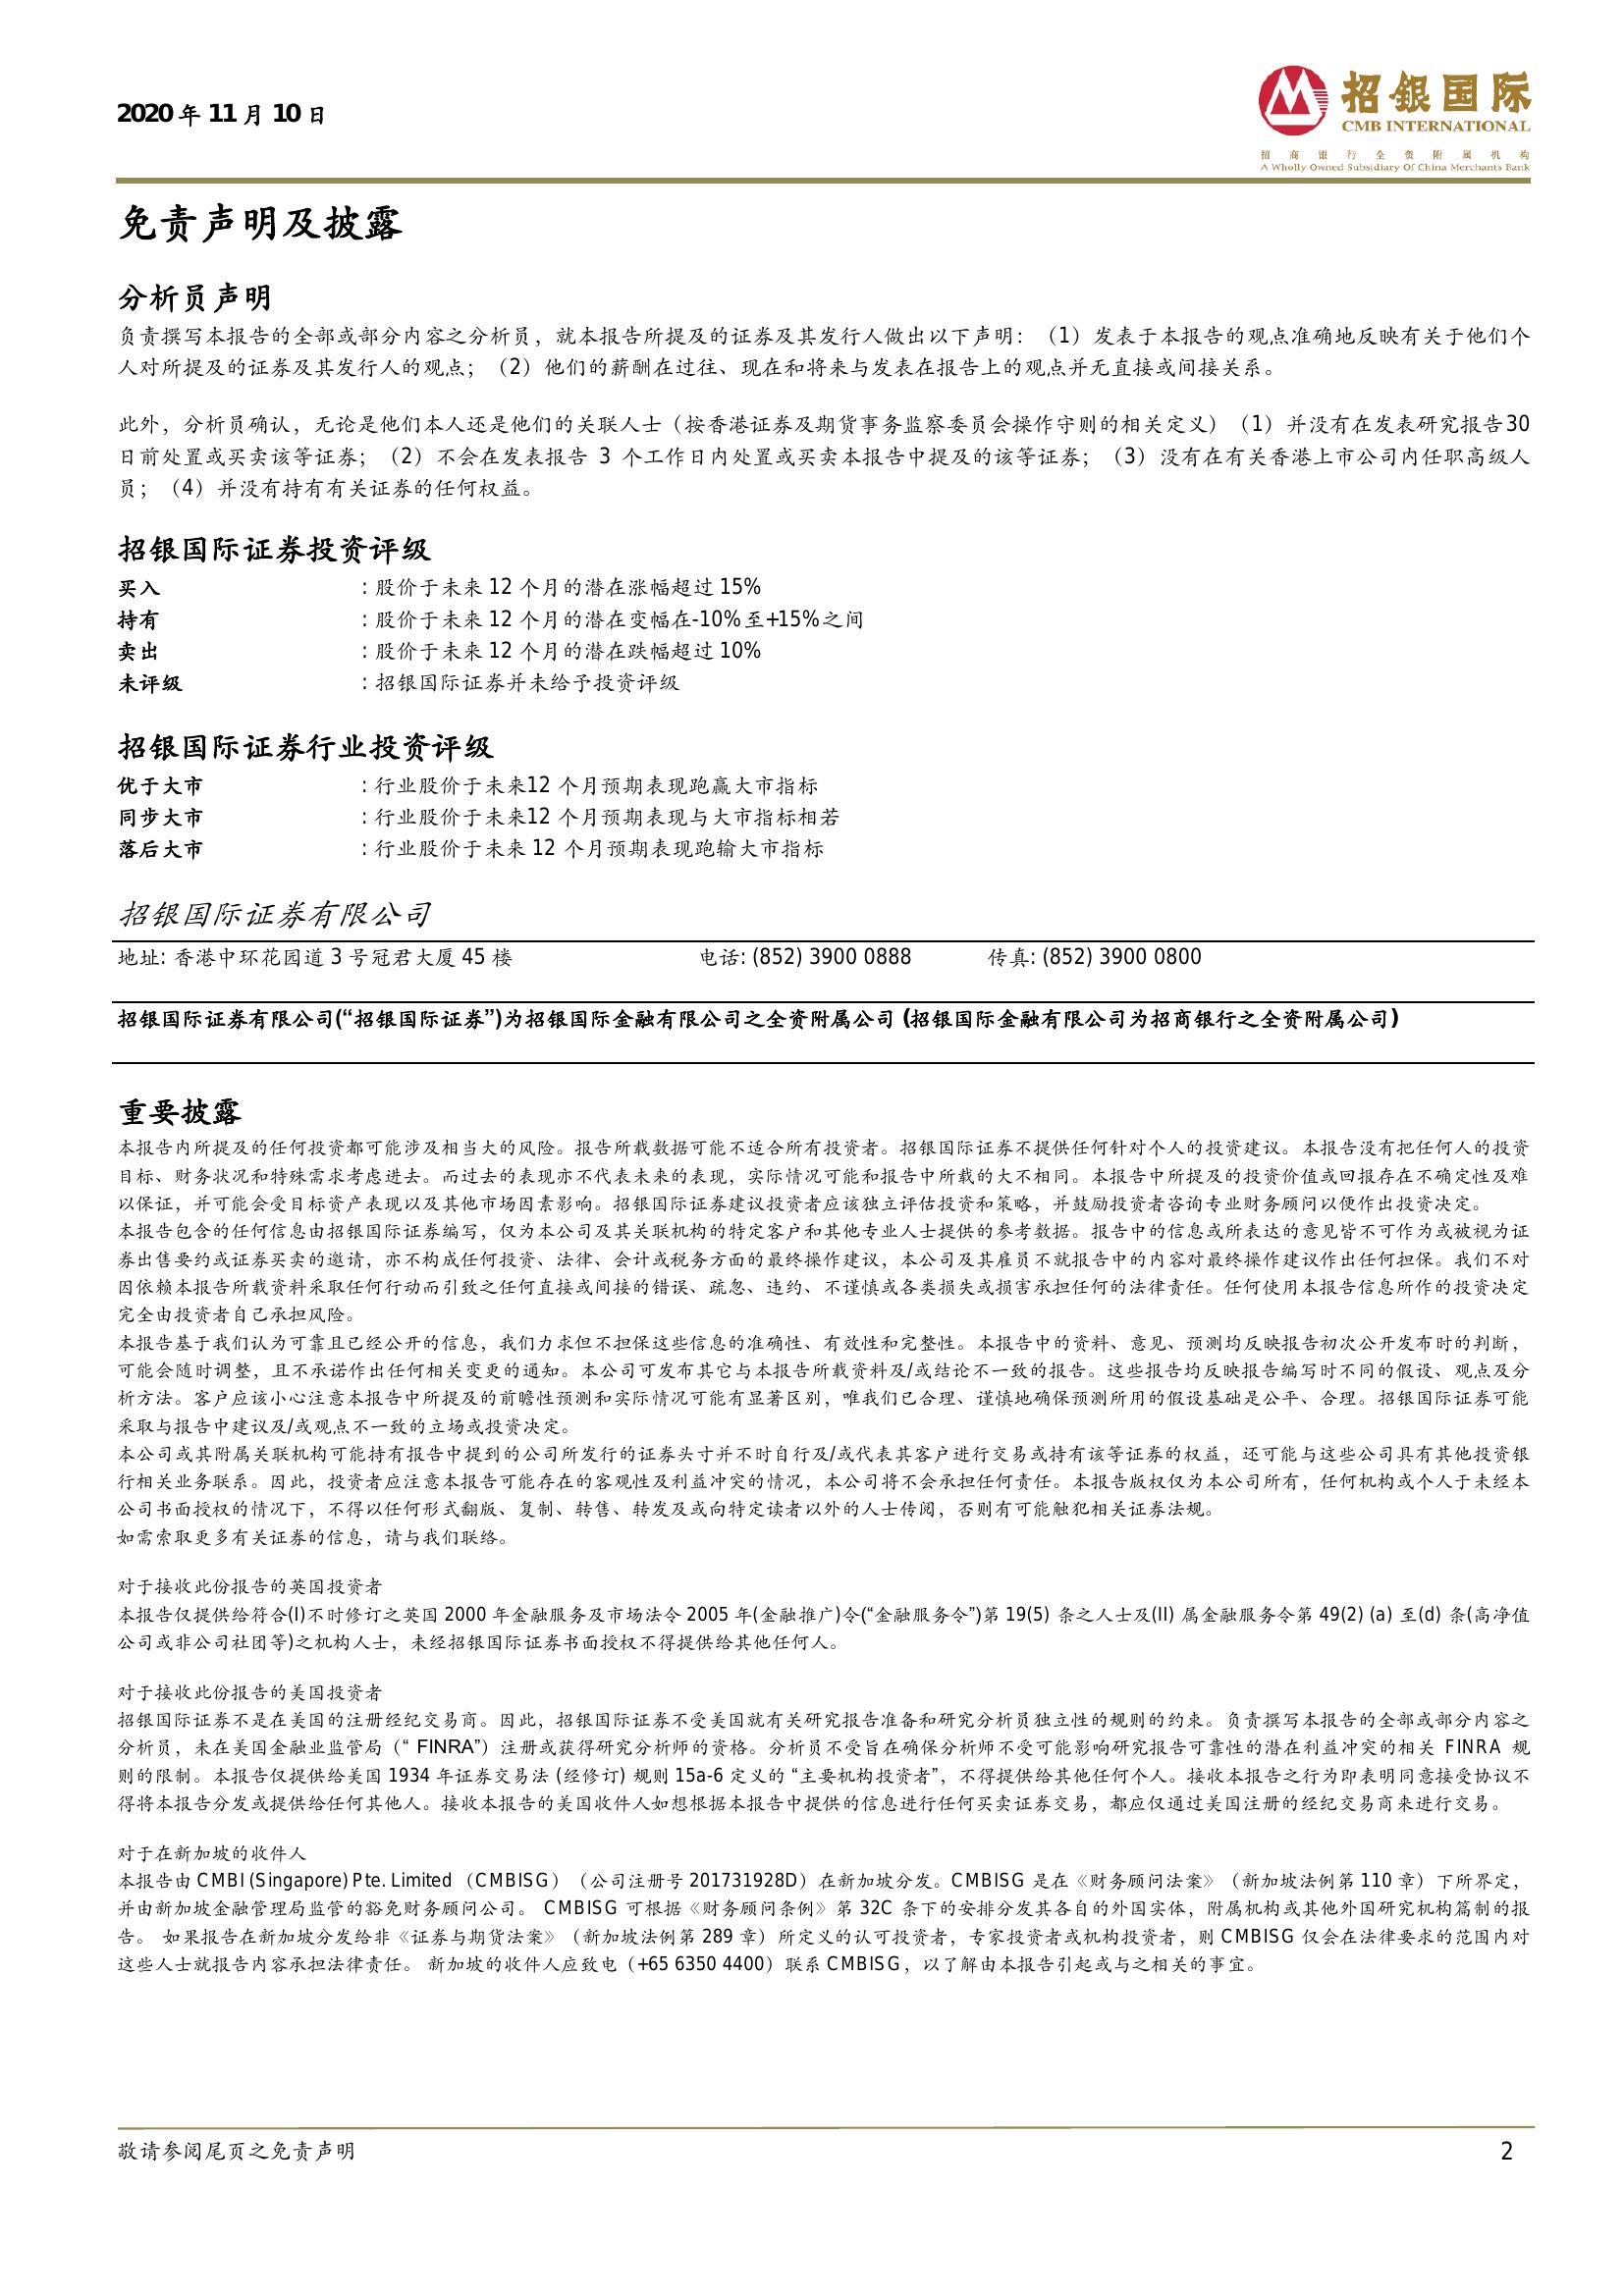 2020 年 11 月 10 日
招银国际
CMB INTERNATIONAL
招商银行全资附属机构
A Wholly Owned Subsidiary Of China Merchants Bank
免责声明及披露
分析员声明
负责撰写本报告的全部或部分内容之分析员，就本报告所提及的证券及其发行人做出以下声明：（1）发表于本报告的观点准确地反映有关于他们个
人对所提及的证券及其发行人的观点；（2）他们的薪酬在过往、现在和将来与发表在报告上的观点并无直接或间接关系。
此外，分析员确认，无论是他们本人还是他们的关联人士（按香港证券及期货事务监察委员会操作守则的相关定义）（1）并没有在发表研究报告30
日前处置或买卖该等证券；（2）不会在发表报告 3 个工作日内处置或买卖本报告中提及的该等证券；（3）没有在有关香港上市公司内任职高级人
员；（4）并没有持有有关证券的任何权益。
招银国际证券投资评级
买入 : 股价于未来 12 个月的潜在涨幅超过 15%
持有 : 股价于未来 12 个月的潜在变幅在-10%至+15%之间
卖出 : 股价于未来 12 个月的潜在跌幅超过 10%
未评级 : 招银国际证券并未给予投资评级
招银国际证券行业投资评级
优于大市 : 行业股价于未来12 个月预期表现跑赢大市指标
同步大市 : 行业股价于未来12 个月预期表现与大市指标相若
落后大市 : 行业股价于未来 12 个月预期表现跑输大市指标
招银国际证券有限公司
地址: 香港中环花园道 3 号冠君大厦 45 楼 电话: (852) 3900 0888 传真: (852) 3900 0800
招银国际证券有限公司(“招银国际证券”)为招银国际金融有限公司之全资附属公司 (招银国际金融有限公司为招商银行之全资附属公司)
重要披露
本报告内所提及的任何投资都可能涉及相当大的风险。报告所载数据可能不适合所有投资者。招银国际证券不提供任何针对个人的投资建议。本报告没有把任何人的投资
目标、财务状况和特殊需求考虑进去。而过去的表现亦不代表未来的表现，实际情况可能和报告中所载的大不相同。本报告中所提及的投资价值或回报存在不确定性及难
以保证，并可能会受目标资产表现以及其他市场因素影响。招银国际证券建议投资者应该独立评估投资和策略，并鼓励投资者咨询专业财务顾问以便作出投资决定。
本报告包含的任何信息由招银国际证券编写，仅为本公司及其关联机构的特定客户和其他专业人士提供的参考数据。报告中的信息或所表达的意见皆不可作为或被视为证
券出售要约或证券买卖的邀请，亦不构成任何投资、法律、会计或税务方面的最终操作建议，本公司及其雇员不就报告中的内容对最终操作建议作出任何担保。我们不对
因依赖本报告所载资料采取任何行动而引致之任何直接或间接的错误、疏忽、违约、不谨慎或各类损失或损害承担任何的法律责任。任何使用本报告信息所作的投资决定
完全由投资者自己承担风险。
本报告基于我们认为可靠且已经公开的信息，我们力求但不担保这些信息的准确性、有效性和完整性。本报告中的资料、意见、预测均反映报告初次公开发布时的判断，
可能会随时调整，且不承诺作出任何相关变更的通知。本公司可发布其它与本报告所载资料及/或结论不一致的报告。这些报告均反映报告编写时不同的假设、观点及分
析方法。客户应该小心注意本报告中所提及的前瞻性预测和实际情况可能有显著区别，唯我们已合理、谨慎地确保预测所用的假设基础是公平、合理。招银国际证券可能
采取与报告中建议及/或观点不一致的立场或投资决定。
本公司或其附属关联机构可能持有报告中提到的公司所发行的证券头寸并不时自行及/或代表其客户进行交易或持有该等证券的权益，还可能与这些公司具有其他投资银
行相关业务联系。因此，投资者应注意本报告可能存在的客观性及利益冲突的情况，本公司将不会承担任何责任。本报告版权仅为本公司所有，任何机构或个人于未经本
公司书面授权的情况下，不得以任何形式翻版、复制、转售、转发及或向特定读者以外的人士传阅，否则有可能触犯相关证券法规。
如需索取更多有关证券的信息，请与我们联络。
对于接收此份报告的英国投资者
本报告仅提供给符合(I)不时修订之英国 2000 年金融服务及市场法令 2005 年(金融推广)令(“金融服务令”)第 19(5) 条之人士及(II) 属金融服务令第 49(2) (a) 至(d) 条(高净值
公司或非公司社团等)之机构人士，未经招银国际证券书面授权不得提供给其他任何人。
对于接收此份报告的美国投资者
招银国际证券不是在美国的注册经纪交易商。因此，招银国际证券不受美国就有关研究报告准备和研究分析员独立性的规则的约束。负责撰写本报告的全部或部分内容之
分析员，未在美国金融业监管局（“ FINRA”）注册或获得研究分析师的资格。分析员不受旨在确保分析师不受可能影响研究报告可靠性的潜在利益冲突的相关 FINRA 规
则的限制。本报告仅提供给美国 1934 年证券交易法 (经修订) 规则 15a-6 定义的 “主要机构投资者”，不得提供给其他任何个人。接收本报告之行为即表明同意接受协议不
得将本报告分发或提供给任何其他人。接收本报告的美国收件人如想根据本报告中提供的信息进行任何买卖证券交易，都应仅通过美国注册的经纪交易商来进行交易。
对于在新加坡的收件人
本报告由 CMBI (Singapore) Pte. Limited（CMBISG）（公司注册号 201731928D）在新加坡分发。CMBISG 是在《财务顾问法案》（新加坡法例第 110 章）下所界定，
并由新加坡金融管理局监管的豁免财务顾问公司。 CMBISG 可根据《财务顾问条例》第 32C 条下的安排分发其各自的外国实体，附属机构或其他外国研究机构篇制的报
告。 如果报告在新加坡分发给非《证券与期货法案》（新加坡法例第 289 章）所定义的认可投资者，专家投资者或机构投资者，则 CMBISG 仅会在法律要求的范围内对
这些人士就报告内容承担法律责任。 新加坡的收件人应致电（+65 6350 4400）联系 CMBISG，以了解由本报告引起或与之相关的事宜。
敬请参阅尾页之免责声明 2